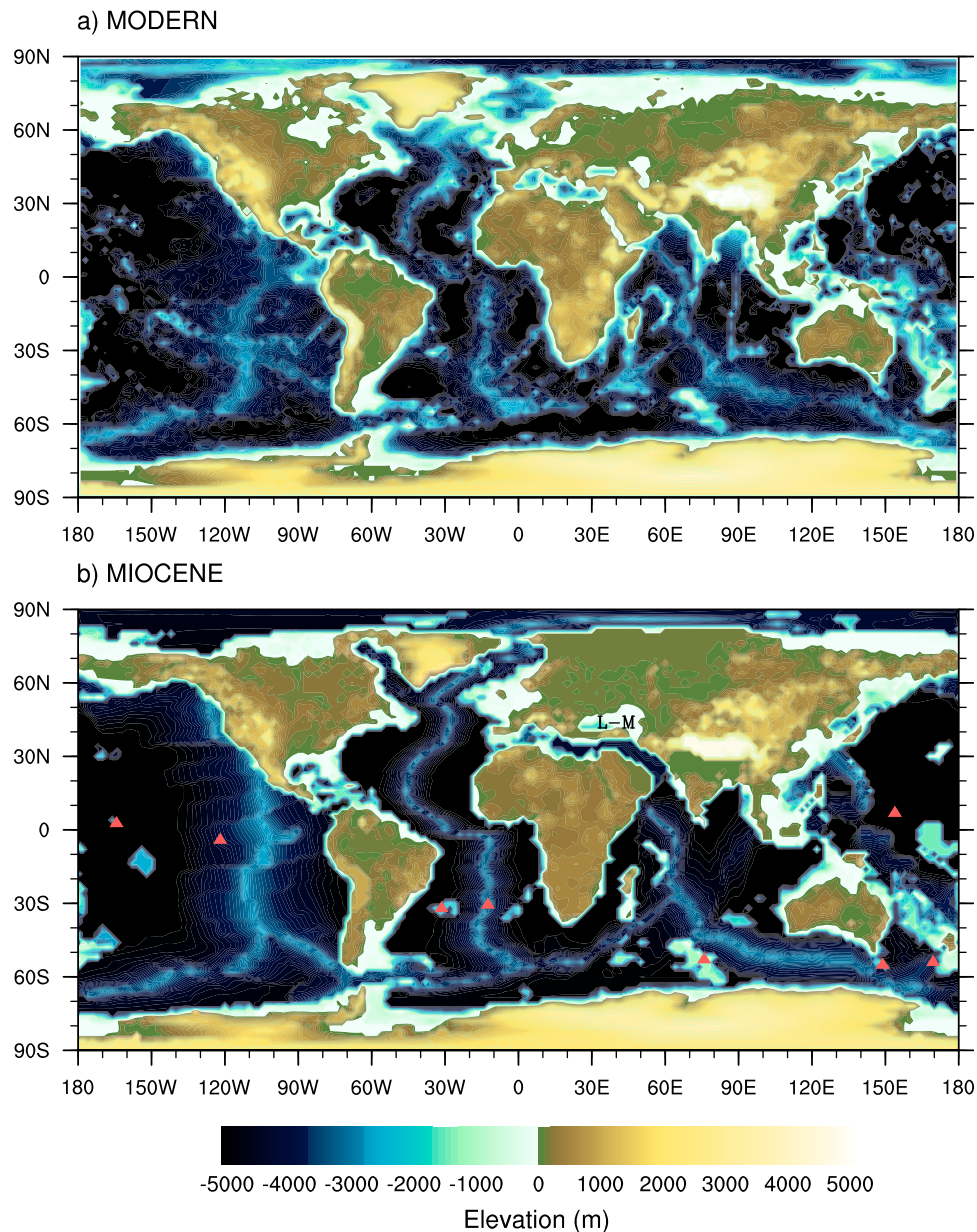 a) MODERN
90N
60N
30N
0
30S
60S
90S
180 150W 120W 90W 60W 30W 0 30E 60E 90E 120E 150E 180
b) MIOCENE
90N
60N
L-M
30N
0
30S
60S
90S
180 150W 120W 90W 60W 30W 0 30E 60E 90E 120E 150E 180
-5000 -4000 -3000 -2000 -1000 0 1000 2000 3000 4000 5000
Elevation (m)